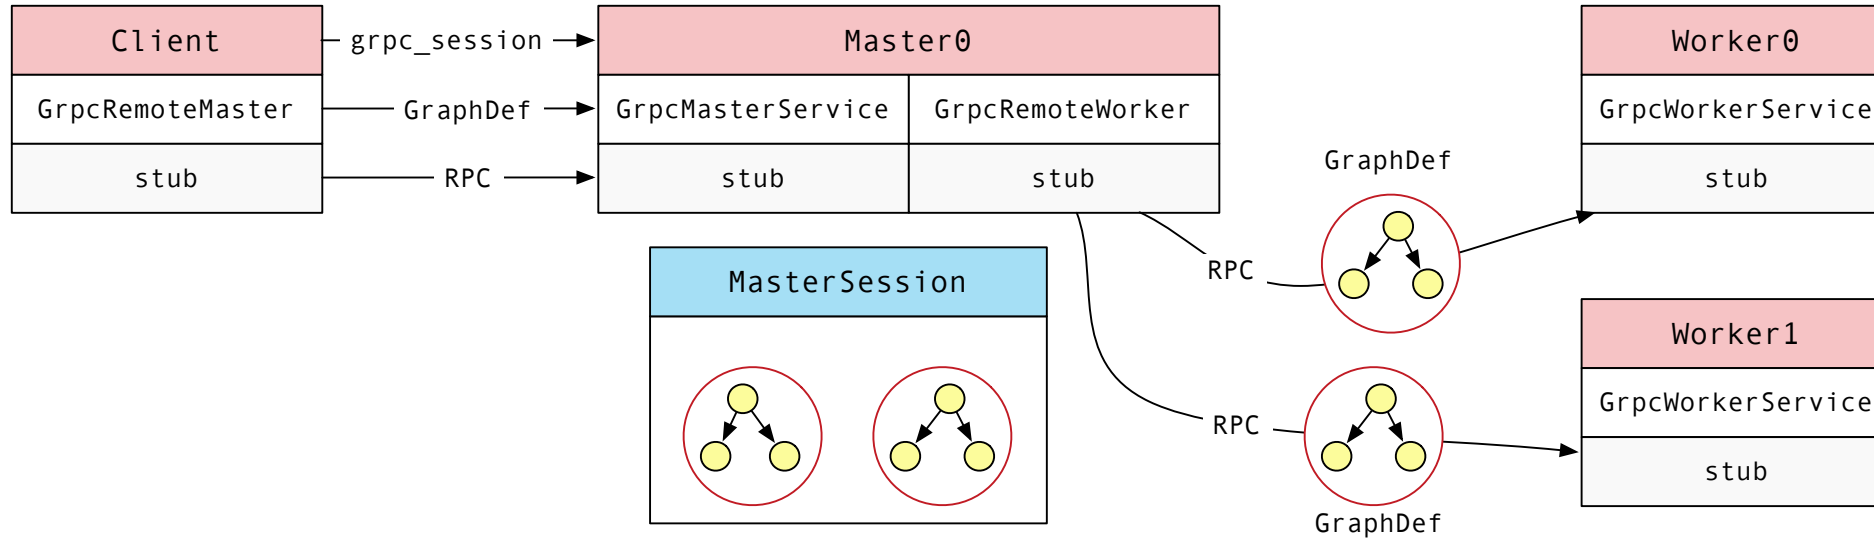 Client
grpc_session
Master0
Worker0
GrpcRemoteMaster
GraphDef
GrpcMasterService
GrpcRemoteWorker
GrpcWorkerService
stub
RPC
stub
stub
GraphDef
stub
RPC
MasterSession
Worker1
GrpcWorkerService
RPC
stub
GraphDef